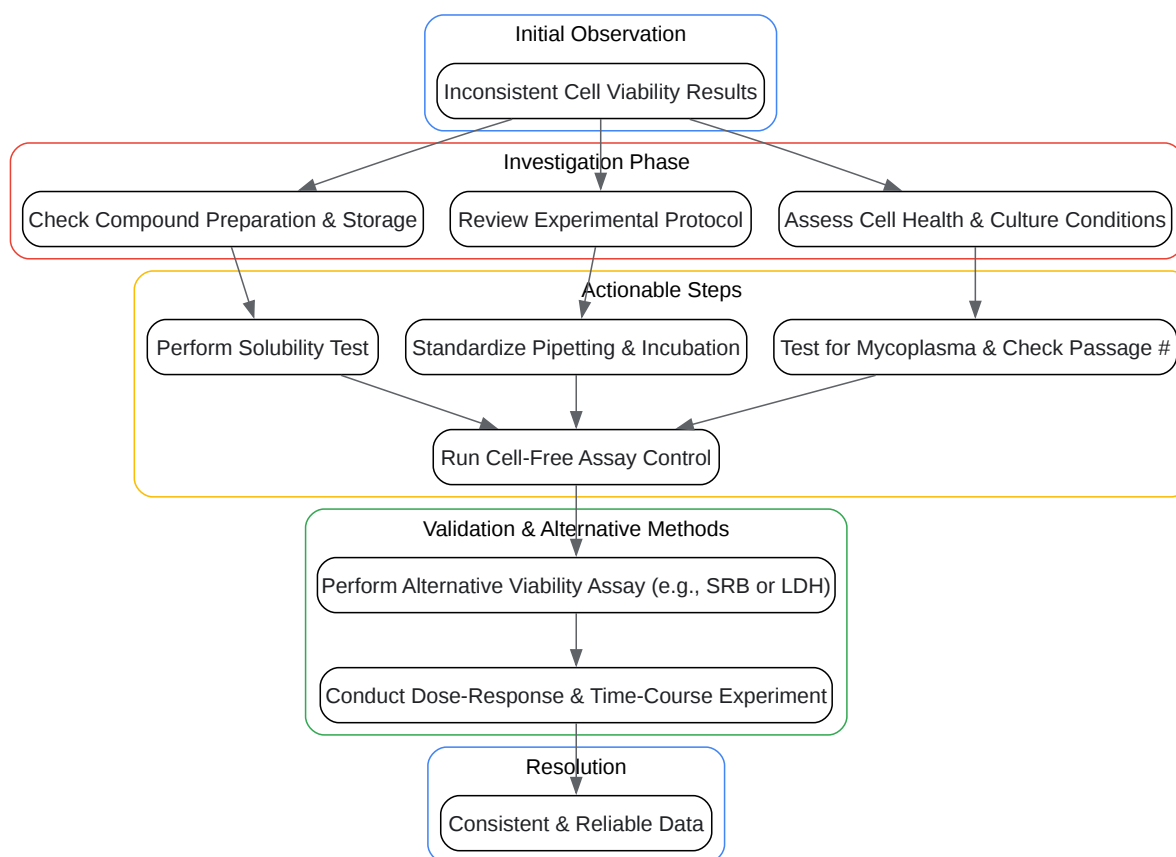 Initial Observation
Inconsistent Cell Viability Results
Investigation Phase
Check Compound Preparation & Storage
Review Experimental Protocol
Assess Cell Health & Culture Conditions
Actionable Steps
Perform Solubility Test
Standardize Pipetting & Incubation
Test for Mycoplasma & Check Passage #
Run Cell-Free Assay Control
Validation & Alternative Methods
Perform Alternative Viability Assay (e.g., SRB or LDH)
Conduct Dose-Response & Time-Course Experiment
Resolution
Consistent & Reliable Data